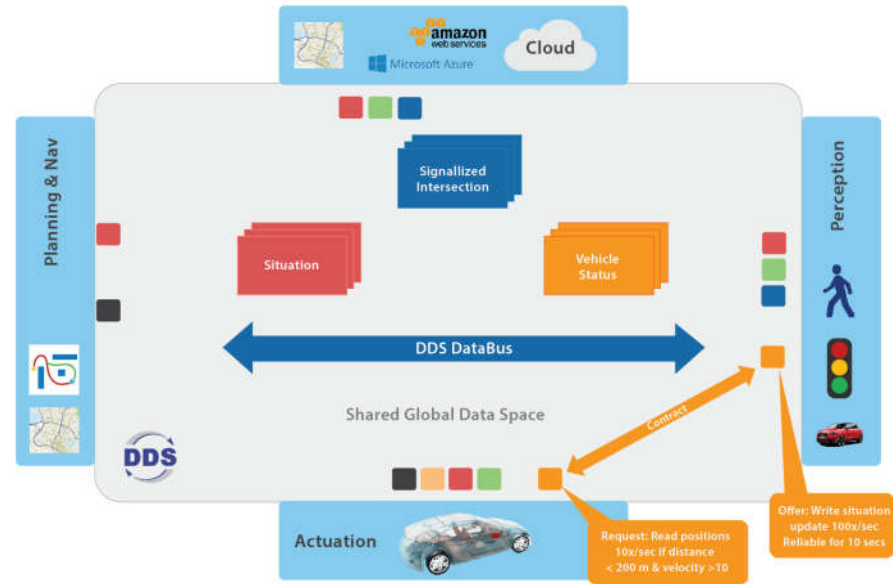 amazon
web services
Microsoft Azure
Cloud
Planning & Nav
Perception
Signallized
Intersection
Situation
Vehicle
Status
DDS DataBus
Shared Global Data Space
Contract
DDS
Actuation
Request: Read positions
10x/sec if distance
< 200 m & velocity >10
Offer: Write situation
update 100x/sec
Reliable for 10 secs